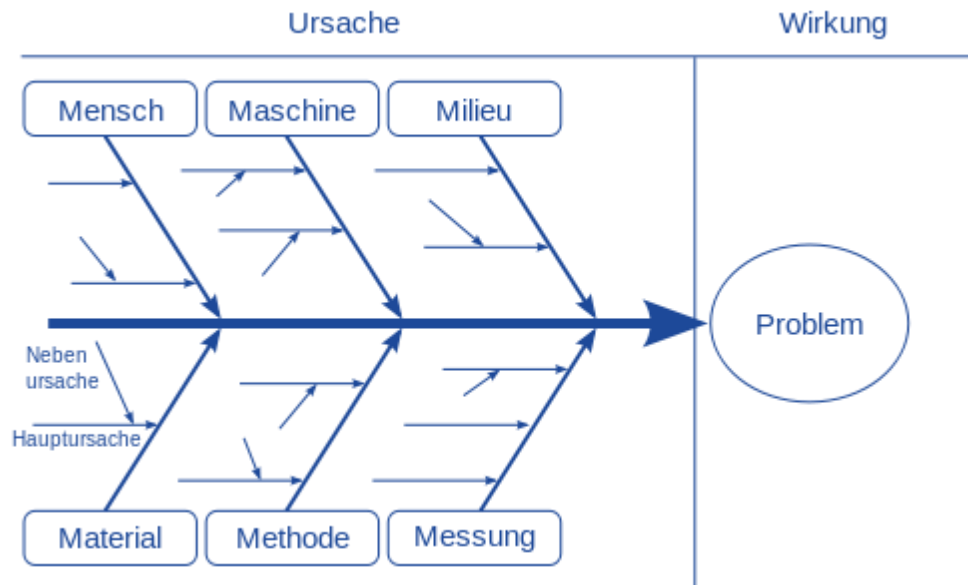 Ursache
Wirkung
Mensch
Maschine
Milieu
Problem
Neben
ursache
Hauptursache
Material
Methode
Messung